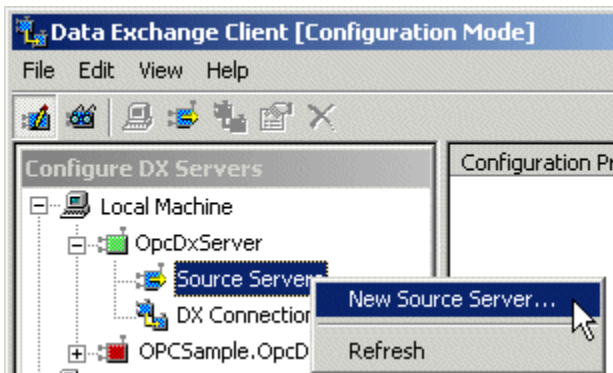 Data Exchange Client [Configuration Mode]
File Edit View Help
Configure DX Servers
Configuration Pr
Local Machine
OpcDxServer
Source Servers
New Source Server...
DX Connection
OPCSample.OpcD
Refresh